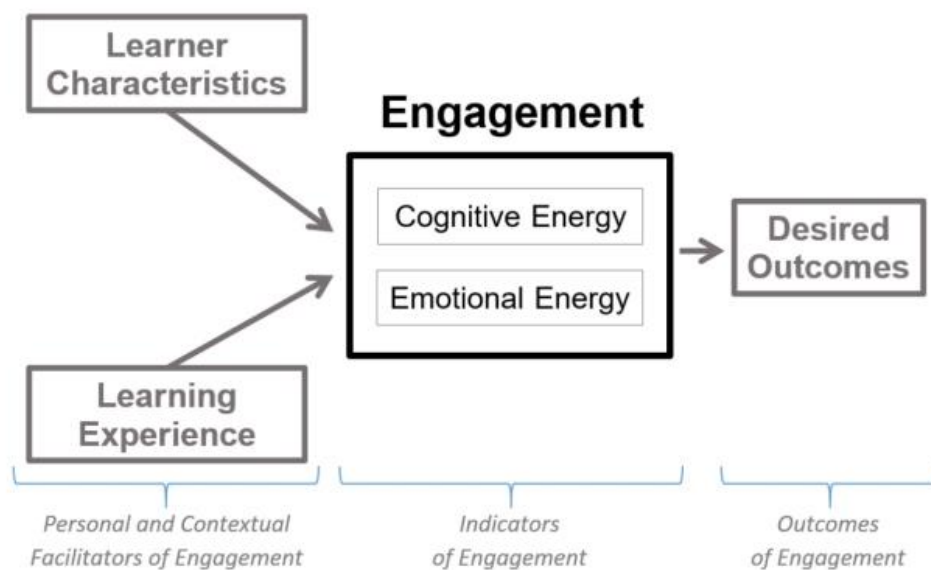 Learner
Characteristics
Engagement
Cognitive Energy
Emotional Energy
Desired
Outcomes
Learning
Experience
Personal and Contextual
Facilitators of Engagement
Indicators
of Engagement
Outcomes
of Engagement